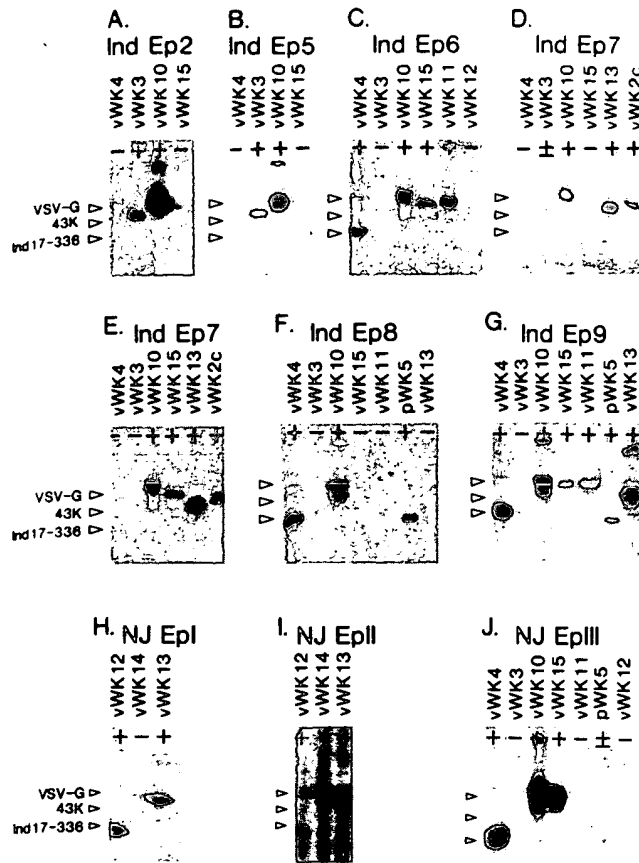 A. Ind Ep2
vWK4 vWK3 vWK10 vWK15
− + + −
VSV-G ▷
43K ▷
Ind17-336 ▷
B. Ind Ep5
vWK4 vWK3 vWK10 vWK15
− + + −
C. Ind Ep6
vWK4 vWK3 vWK10 vWK15 vWK11 vWK12
+ − + + + −
D. Ind Ep7
vWK4 vWK3 vWK10 vWK15 vWK13 vWK2c
− ± + − + +
E. Ind Ep7
vWK4 vWK3 vWK10 vWK15 vWK13 vWK2c
− − + + + +
VSV-G ▷
43K ▷
Ind17-336 ▷
F. Ind Ep8
vWK4 vWK3 vWK10 vWK15 vWK11 pWK5 vWK13
+ − + − − + −
G. Ind Ep9
vWK4 vWK3 vWK10 vWK15 vWK11 pWK5 vWK13
+ − + + + + +
H. NJ EpI
vWK12 vWK14 vWK13
+ − +
VSV-G ▷
43K ▷
Ind17-336 ▷
I. NJ EpII
vWK12 vWK14 vWK13
+ − −
J. NJ EpIII
vWK4 vWK3 vWK10 vWK15 vWK11 pWK5 vWK12
+ − + + − ± −